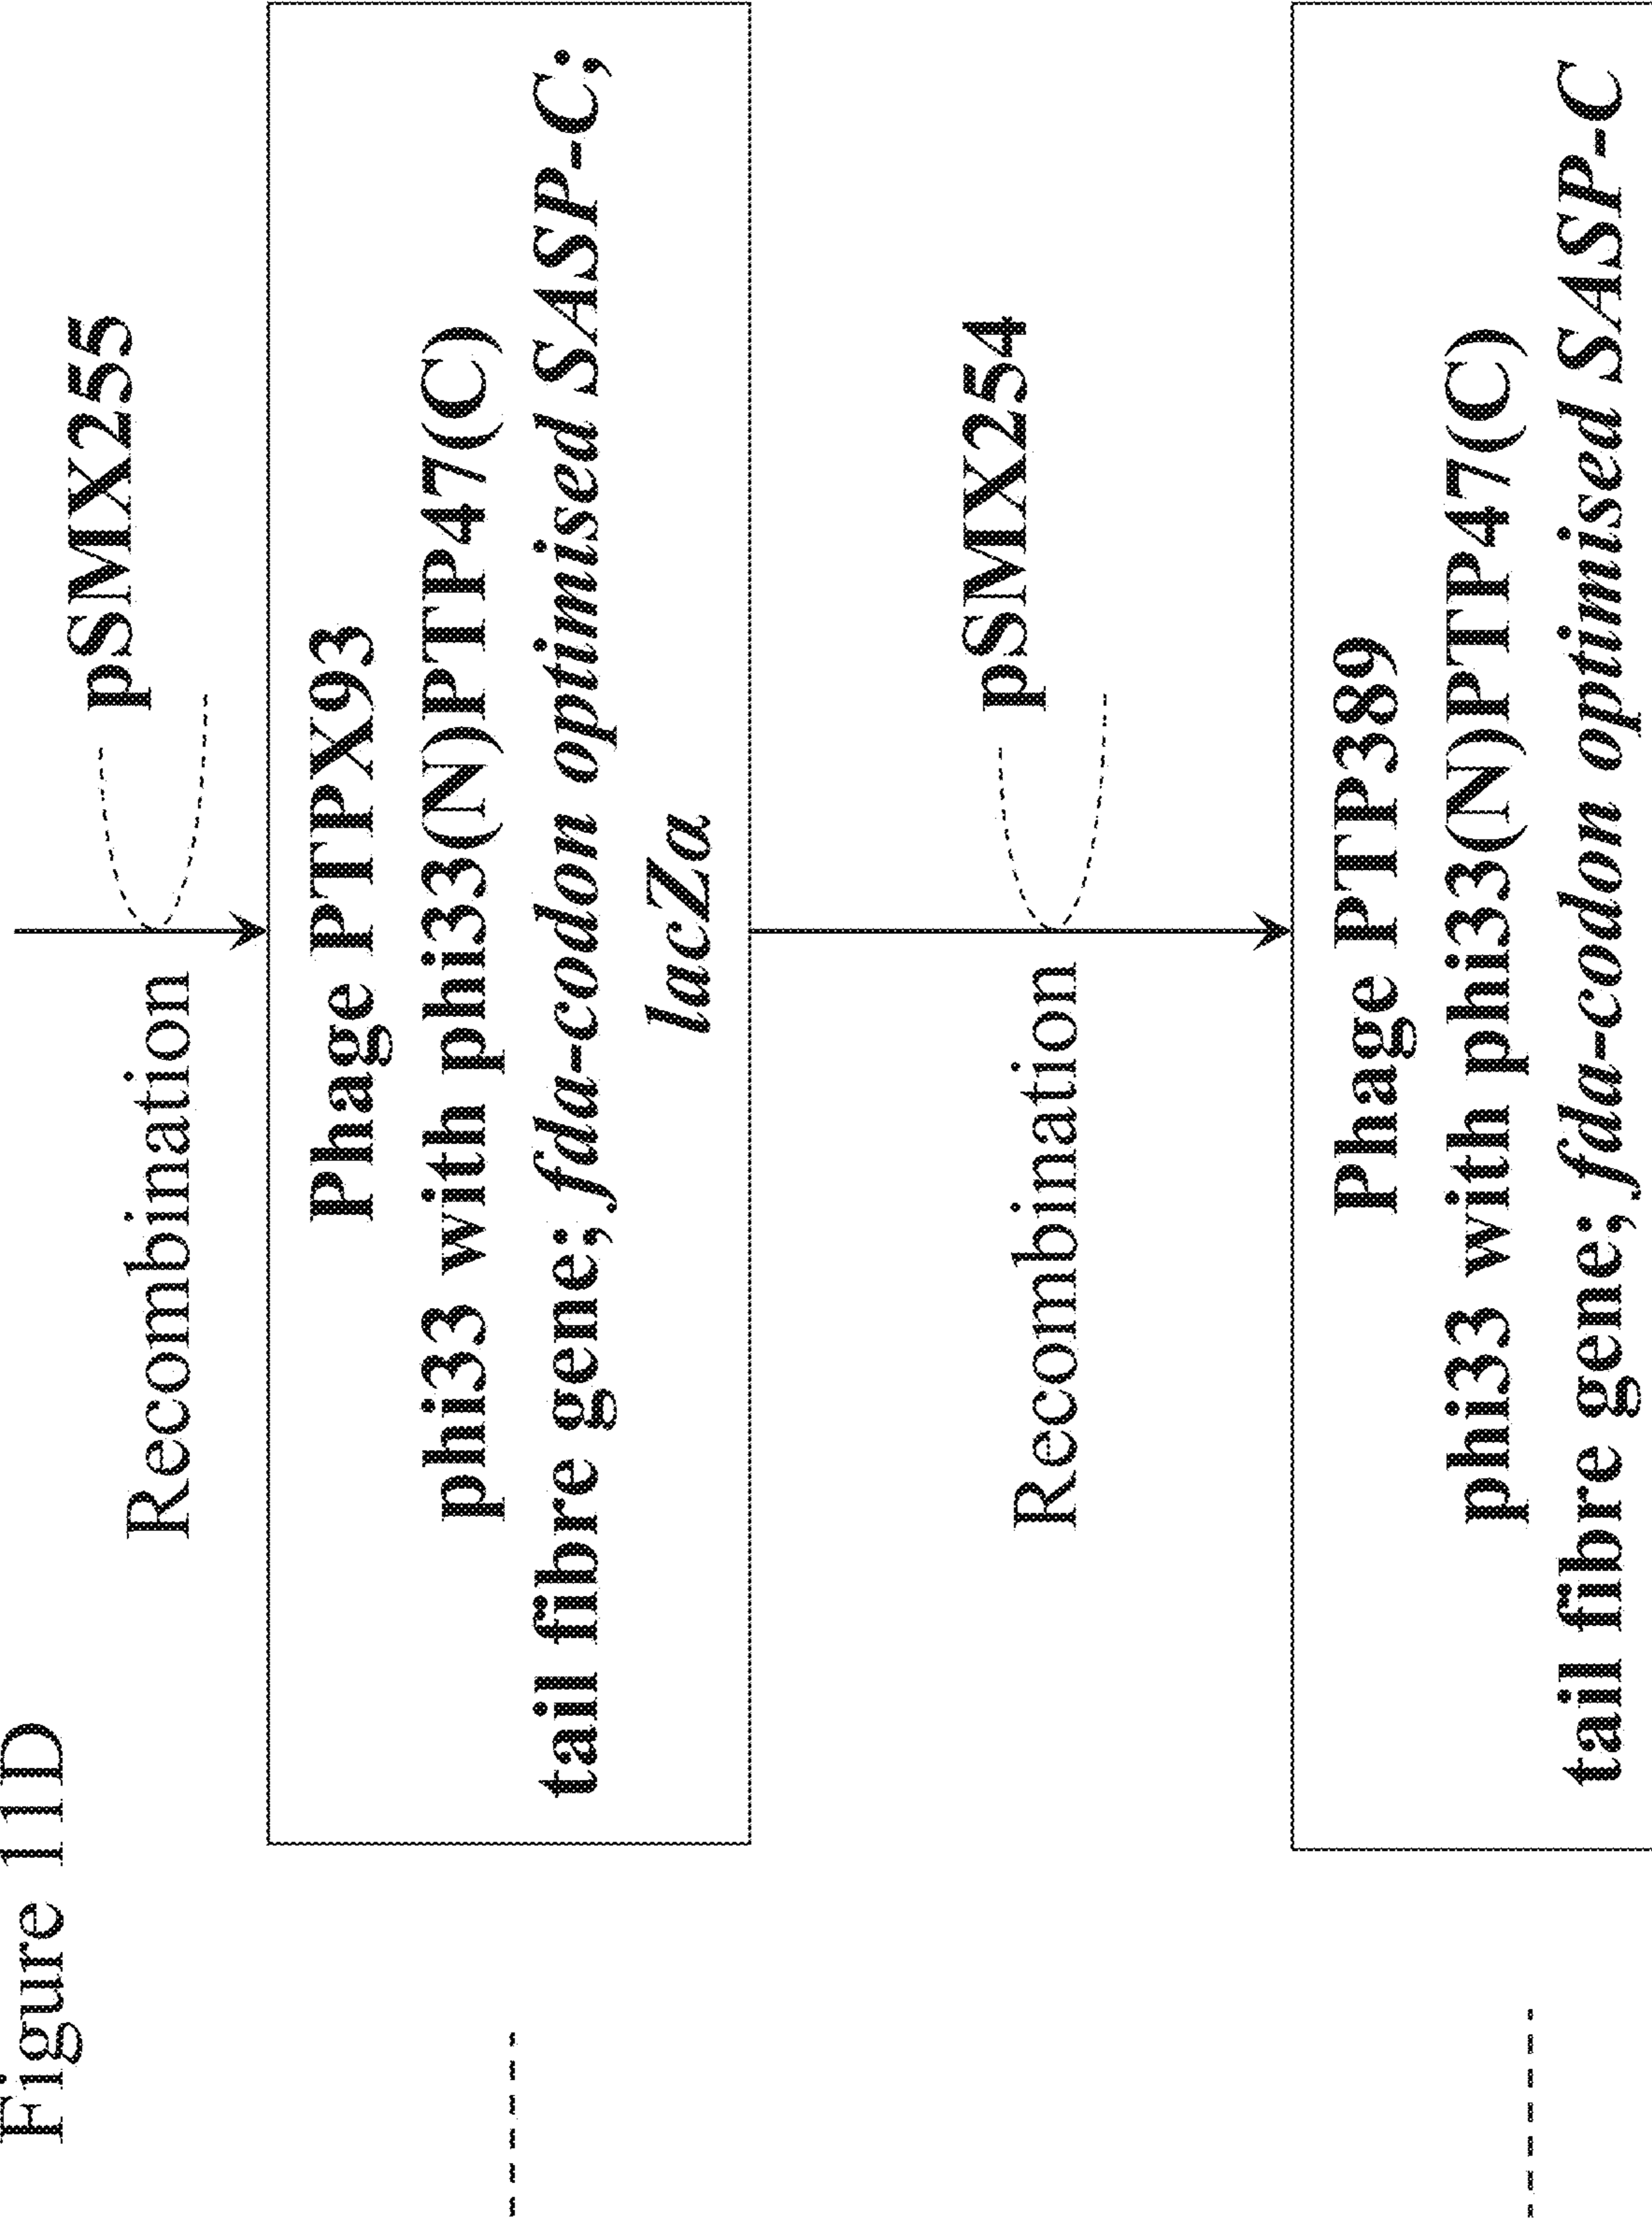 Figure 11D
Recombination
pSMX255
Phage PTPX93
phi33 with phi33(N)PTP47(C)
tail fibre gene; fda-codon optimised SASP-C;
lacZa
Recombination
pSMX254
Phage PTP389
phi33 with phi33(N)PTP47(C)
tail fibre gene; fda-codon optimised SASP-C